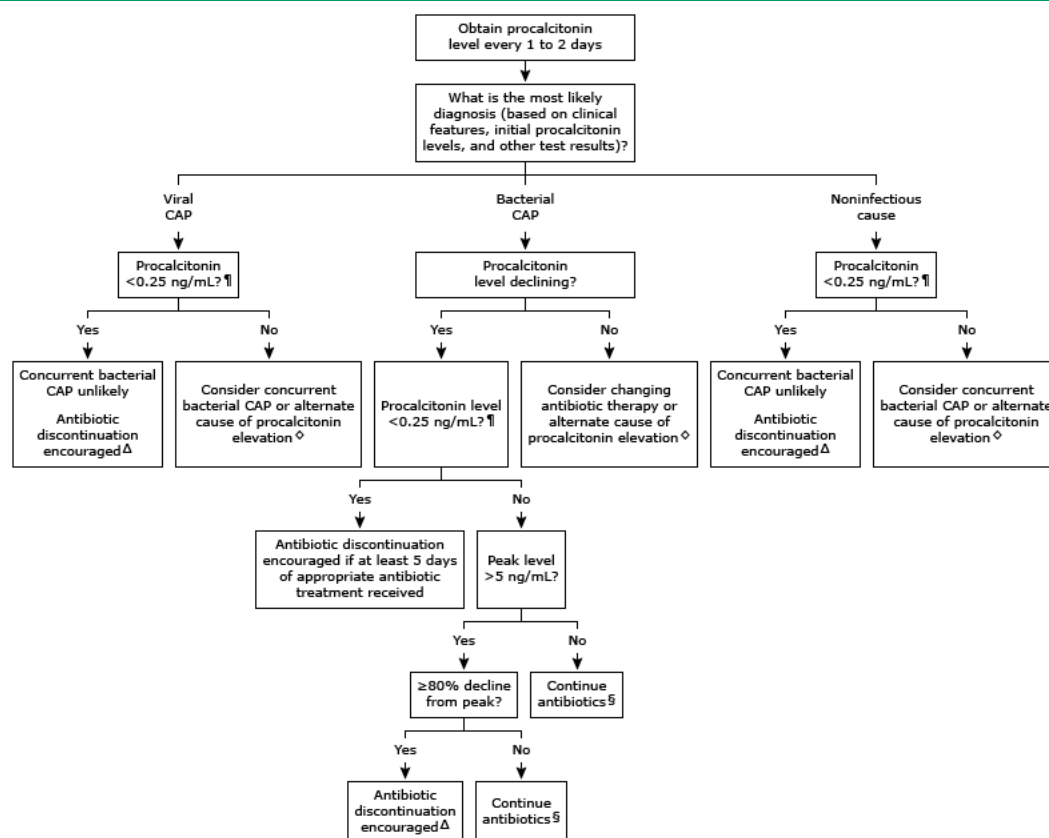 Obtain procalcitonin
level every 1 to 2 days
What is the most likely
diagnosis (based on clinical
features, initial procalcitonin
levels, and other test results)?
Viral
CAP
Bacterial
CAP
Noninfectious
cause
Procalcitonin
<0.25 ng/mL?¶
Procalcitonin
level declining?
Procalcitonin
<0.25 ng/mL?¶
Yes
No
Yes
No
Yes
No
Concurrent bacterial
CAP unlikely
Antibiotic
discontinuation
encouragedΔ
Consider concurrent
bacterial CAP or alternate
cause of procalcitonin
elevation◇
Procalcitonin level
<0.25 ng/mL?¶
Consider changing
antibiotic therapy or
alternate cause of
procalcitonin elevation◇
Concurrent bacterial
CAP unlikely
Antibiotic
discontinuation
encouragedΔ
Consider concurrent
bacterial CAP or alternate
cause of procalcitonin
elevation◇
Yes
No
Antibiotic discontinuation
encouraged if at least 5 days
of appropriate antibiotic
treatment received
Peak level
>5 ng/mL?
Yes
No
≥80% decline
from peak?
Continue
antibiotics§
Yes
No
Antibiotic
discontinuation
encouragedΔ
Continue
antibiotics§